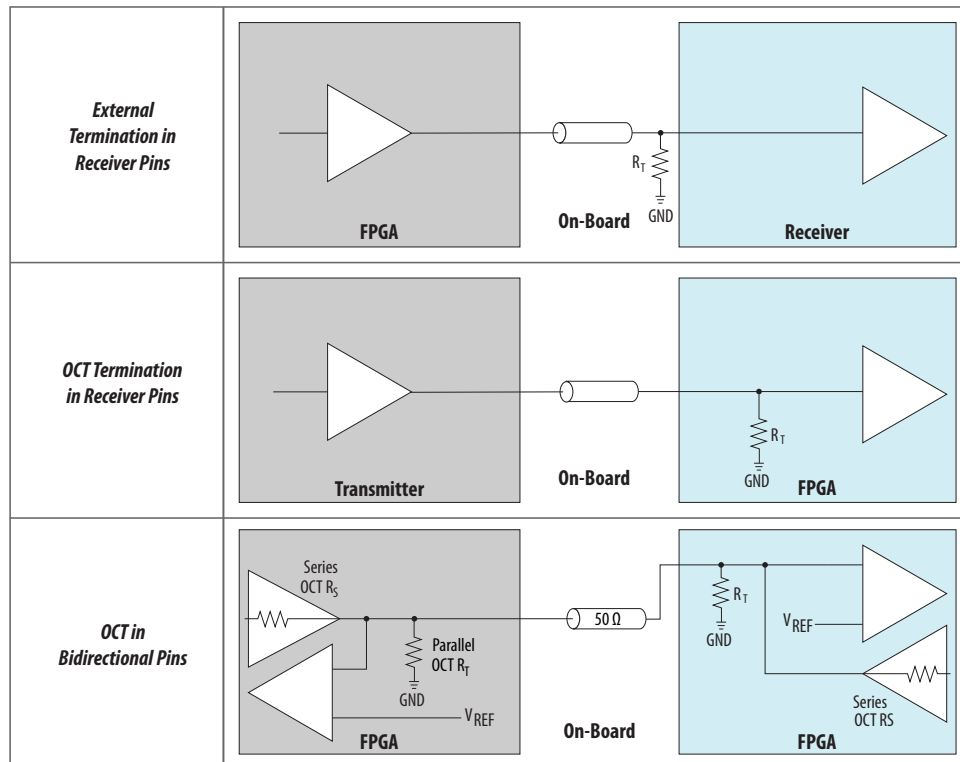 External
Termination in
Receiver Pins
R_T
GND
On-Board
FPGA
Receiver
OCT Termination
in Receiver Pins
R_T
GND
On-Board
Transmitter
FPGA
OCT in
Bidirectional Pins
Series
OCT R_S
Parallel
OCT R_T
GND
V_REF
FPGA
50 Ω
On-Board
R_T
GND
V_REF
Series
OCT RS
FPGA